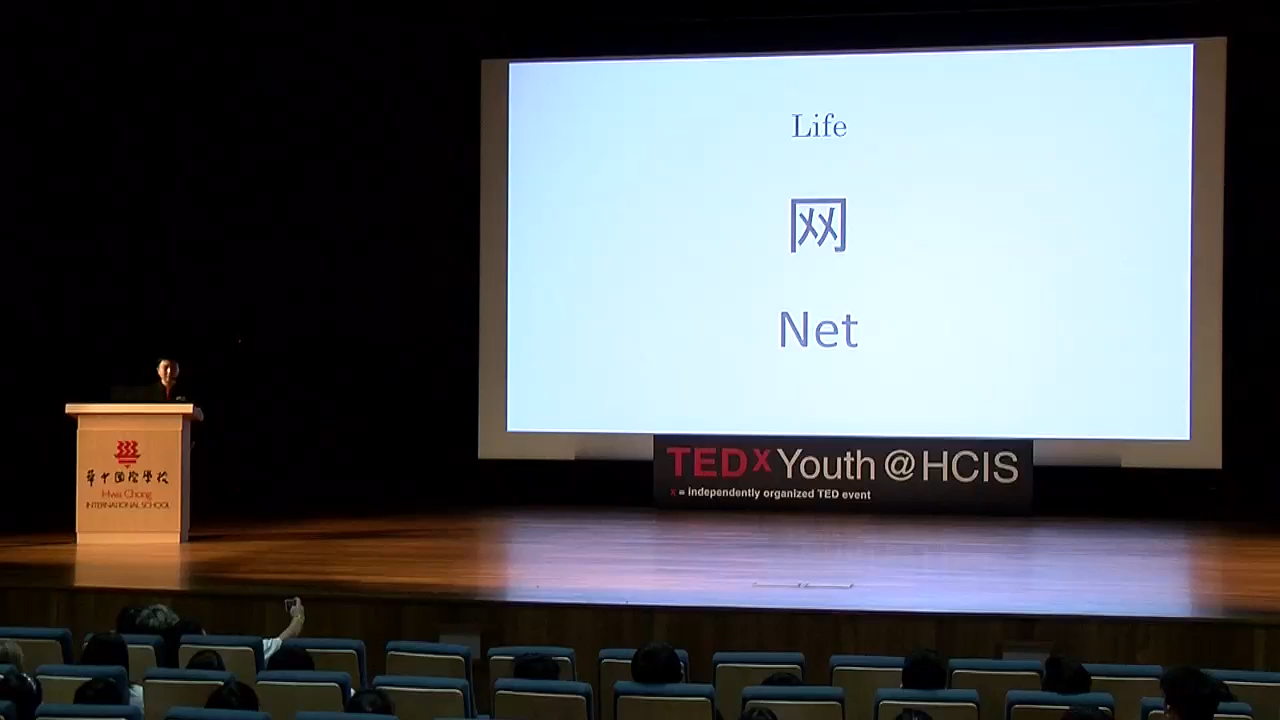 Life
网
Net
TEDxYouth@HCIS
x = independently organized TED event
華中國際學校
Hwa Chong
INTERNATIONAL SCHOOL